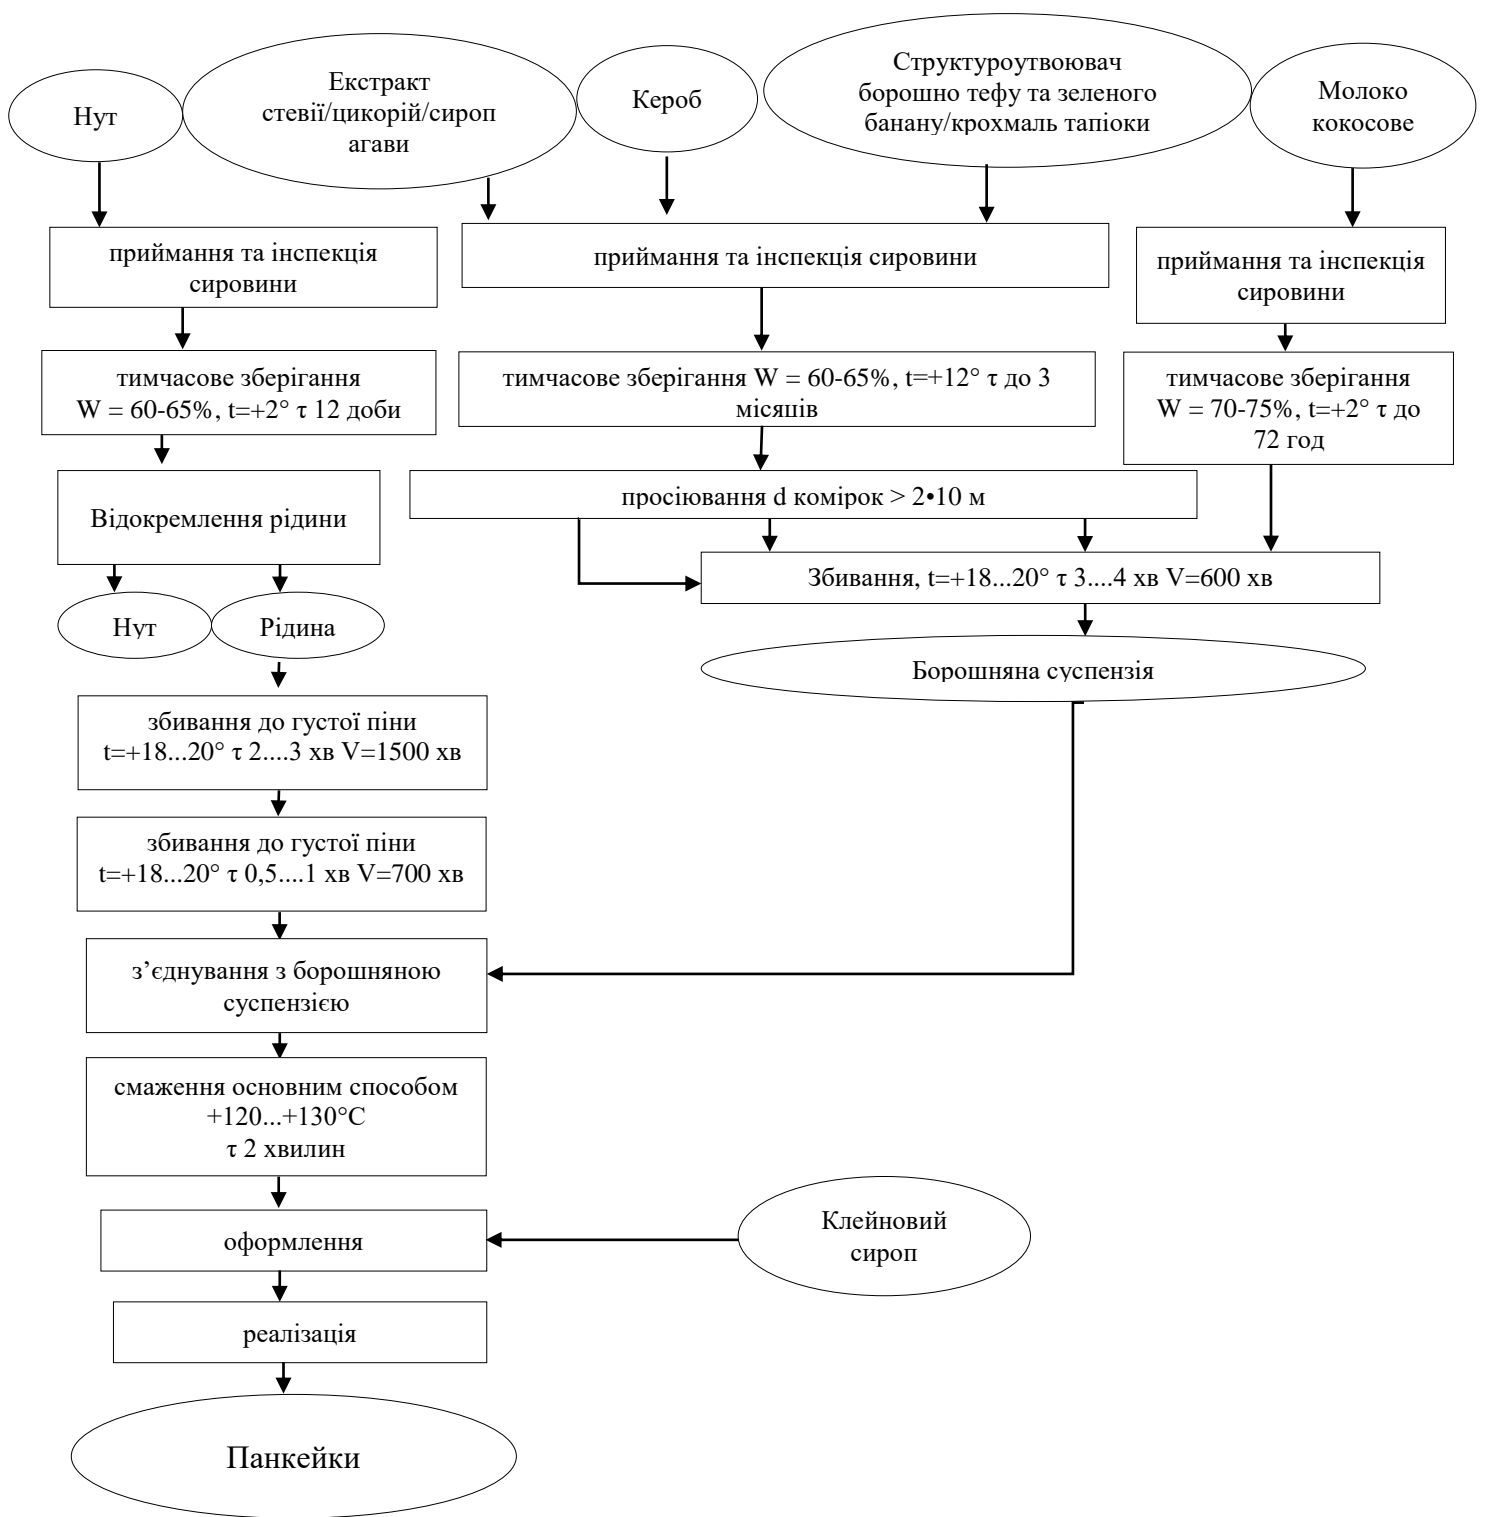 Нут
Екстракт
стевії/цикорій/сироп
агави
Кероб
Структуроутвоювач
борошно тефу та зеленого
банану/крохмаль тапіоки
Молоко
кокосове
приймання та інспекція
сировини
приймання та інспекція сировини
приймання та інспекція
сировини
тимчасове зберігання
W = 60-65%, t=+2° τ 12 доби
тимчасове зберігання W = 60-65%, t=+12° τ до 3
місяців
тимчасове зберігання
W = 70-75%, t=+2° τ до
72 год
Відокремлення рідини
просіювання d комірок > 2•10 м
Збивання, t=+18...20° τ 3....4 хв V=600 хв
Нут
Рідина
Борошняна суспензія
збивання до густої піни
t=+18...20° τ 2....3 хв V=1500 хв
збивання до густої піни
t=+18...20° τ 0,5....1 хв V=700 хв
з’єднування з борошняною
суспензією
смаження основним способом
+120...+130°С
τ 2 хвилин
Клейновий
сироп
оформлення
реалізація
Панкейки